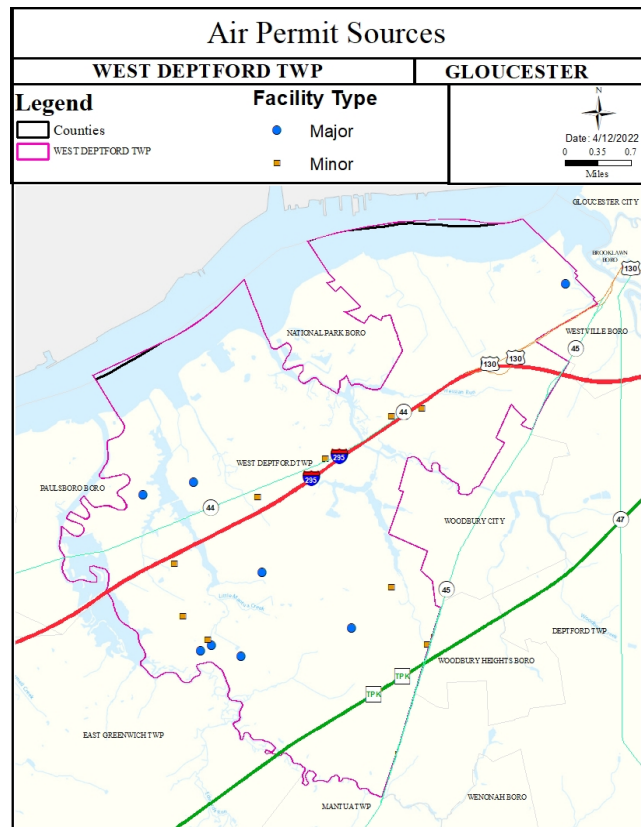 Air Permit Sources
WEST DEPTFORD TWP
GLOUCESTER
Legend
Counties
WEST DEPTFORD TWP
Facility Type
Major
Minor
N
Date: 4/12/2022
0 0.35 0.7
Miles
GLOUCESTER CITY
BROOKLAWN
BORO
130
NATIONAL PARK BORO
WESTVILLE BORO
45
130
130
44
WEST DEPTFORD TWP
295
295
PAULSBORO BORO
44
WOODBURY CITY
47
45
DEPTFORD TWP
WOODBURY HEIGHTS BORO
TPK
TPK
EAST GREENWICH TWP
MANTUA TWP
WENONAH BORO